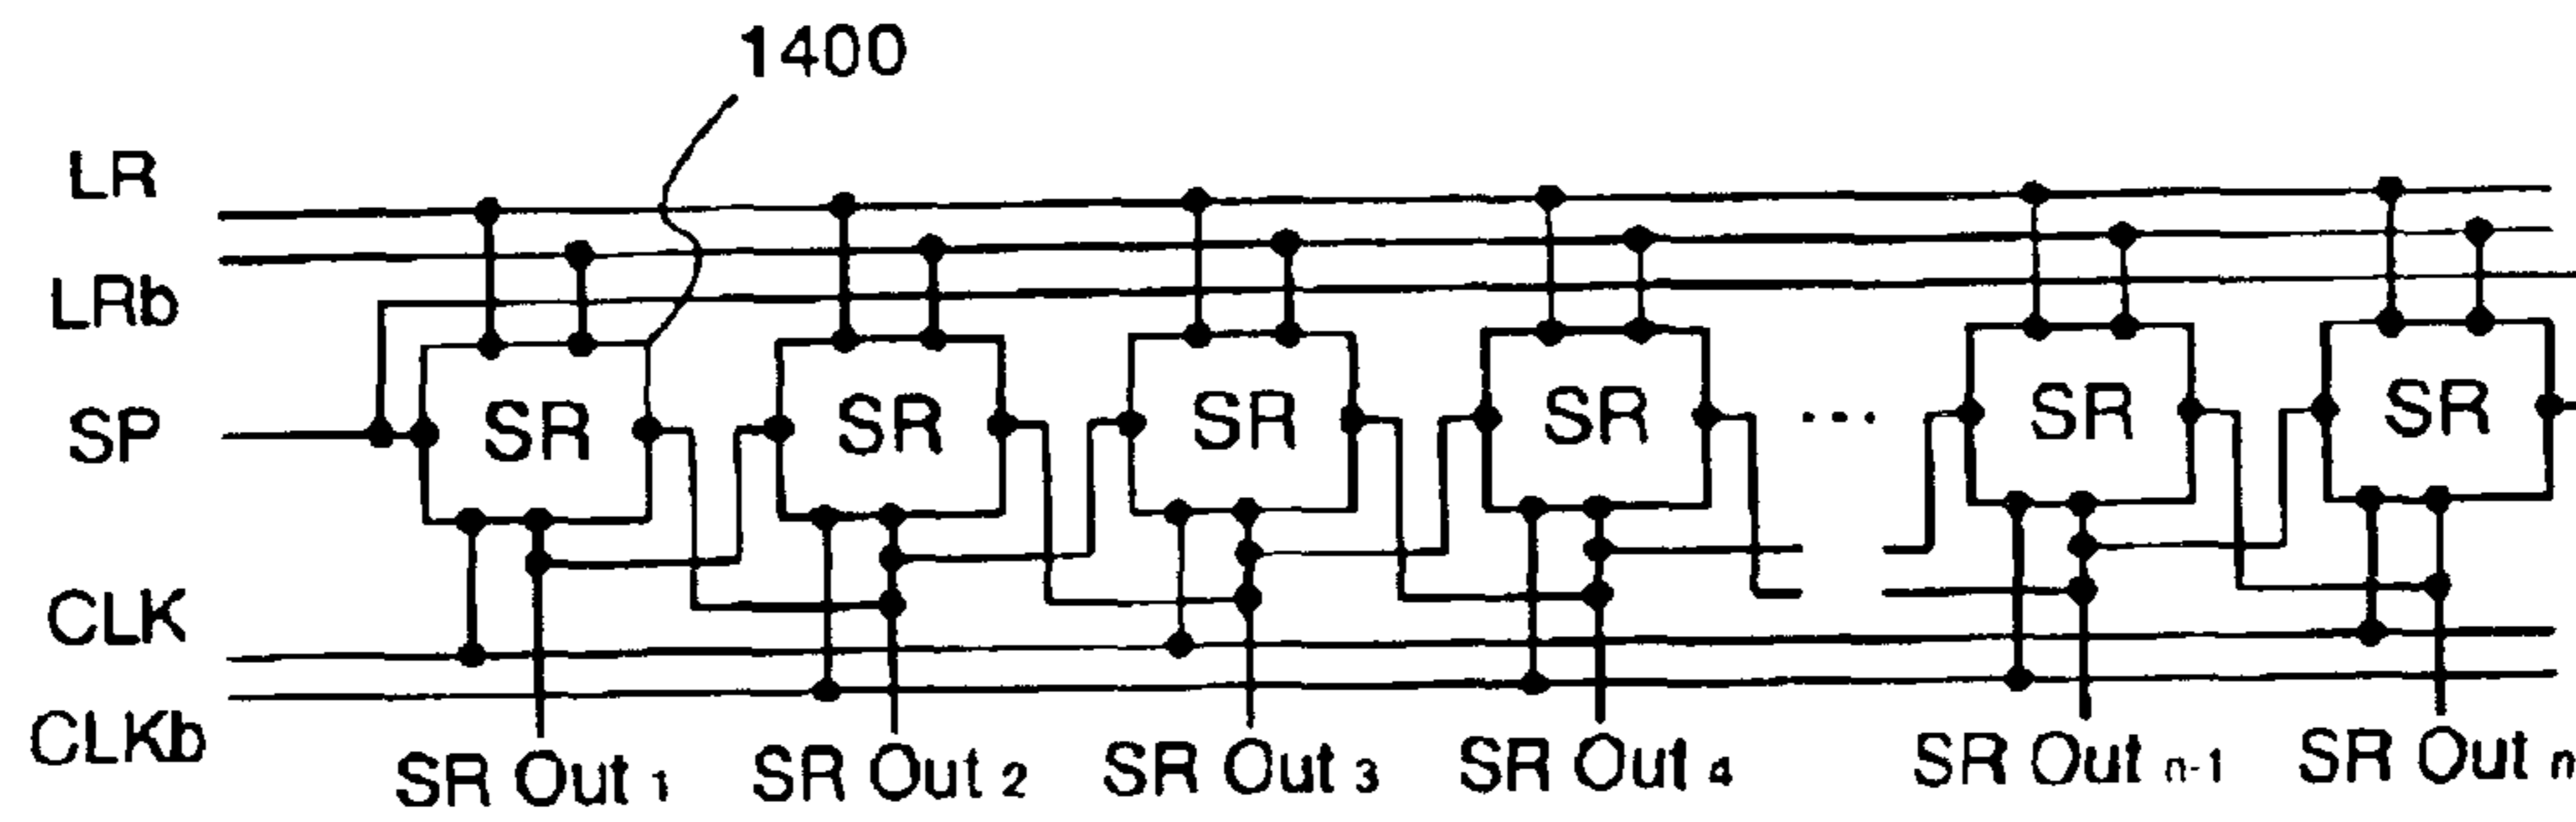 1400
LR
LRb
SP
SR SR SR SR ... SR SR
CLK
CLKb
SR Out 1 SR Out 2 SR Out 3 SR Out 4 SR Out n-1 SR Out n